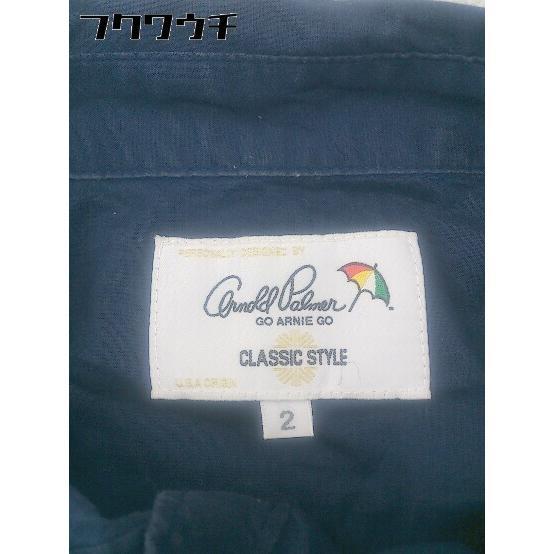 フクワウチ
PERSONALLY DESIGNED BY
Arnold Palmer
GO ARNIE GO
CLASSIC STYLE
U.S.A ORIGIN
2